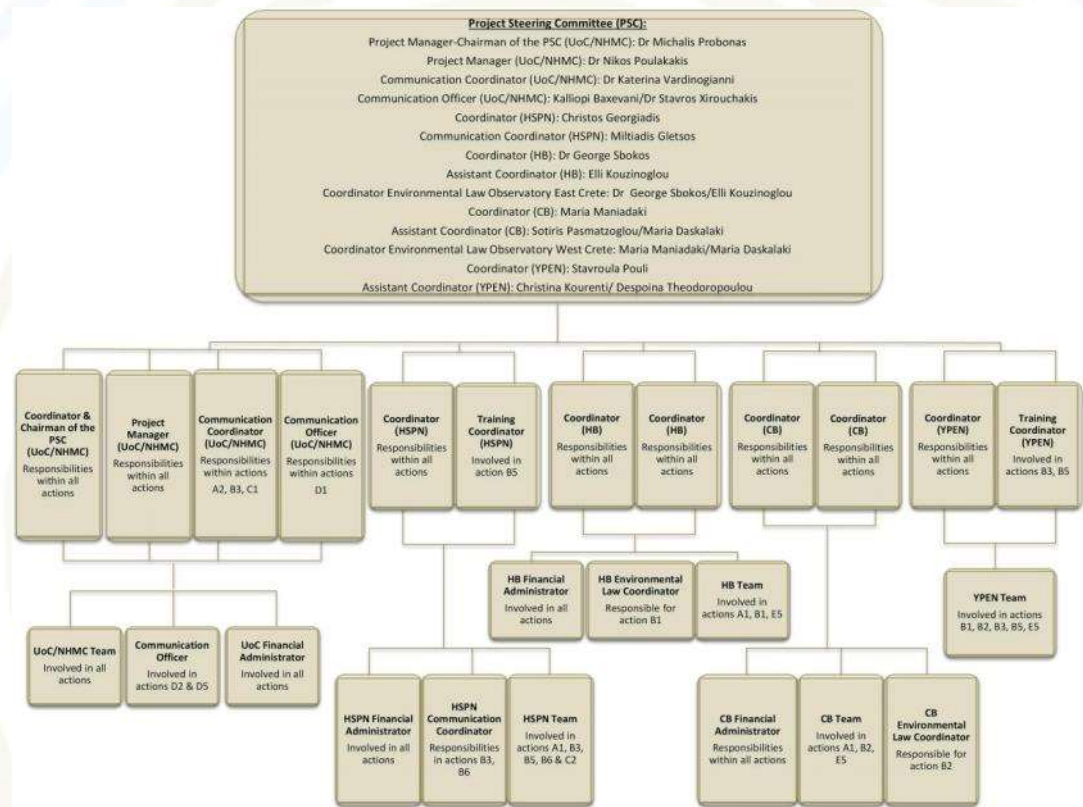 Project Steering Committee (PSC):
Project Manager-Chairman of the PSC (UoC/NHMC): Dr Michalis Probonas
Project Manager (UoC/NHMC): Dr Nikos Poulakakis
Communication Coordinator (UoC/NHMC): Dr Katerina Vardinogianni
Communication Officer (UoC/NHMC): Kalliopi Baxevani/Dr Stavros Xirouchakis
Coordinator (HSPN): Christos Georgiadis
Communication Coordinator (HSPN): Miltiadis Gletsos
Coordinator (HB): Dr George Sbokos
Assistant Coordinator (HB): Elli Kouzinoglou
Coordinator Environmental Law Observatory East Crete: Dr George Sbokos/Elli Kouzinoglou
Coordinator (CB): Maria Maniadaki
Assistant Coordinator (CB): Sotiris Pasmatzoglou/Maria Daskalaki
Coordinator Environmental Law Observatory West Crete: Maria Maniadaki/Maria Daskalaki
Coordinator (YPEN): Stavroula Pouli
Assistant Coordinator (YPEN): Christina Kourenti/ Despoina Theodoropoulou
Coordinator &
Chairman of the
PSC
(UoC/NHMC)
Responsibilities
within all
actions
Project
Manager
(UoC/NHMC)
Responsibilities
within all
actions
Communication
Coordinator
(UoC/NHMC)
Responsibilities
within actions
A2, B3, C1
Communication
Officer
(UoC/NHMC)
Responsibilities
within actions
D1
Coordinator
(HSPN)
Responsibilities
within all
actions
Training
Coordinator
(HSPN)
Involved in
action B5
Coordinator
(HB)
Responsibilities
within all
actions
Coordinator
(HB)
Responsibilities
within all
actions
Coordinator
(CB)
Responsibilities
within all
actions
Coordinator
(CB)
Responsibilities
within all
actions
Coordinator
(YPEN)
Responsibilities
within all
actions
Training
Coordinator
(YPEN)
Involved in
actions B3, B5
HB Financial
Administrator
Involved in all
actions
HB Environmental
Law Coordinator
Responsible for
action B1
HB Team
Involved in
actions A1, B1, E5
YPEN Team
Involved in actions
B1, B2, B3, B5, E5
UoC/NHMC Team
Involved in all
actions
Communication
Officer
Involved in
actions D2 & D5
UoC Financial
Administrator
Involved in all
actions
HSPN Financial
Administrator
Involved in all
actions
HSPN
Communication
Coordinator
Responsibilities
in actions B3,
B6
HSPN Team
Involved in
actions A1, B3,
B5, B6 & C2
CB Financial
Administrator
Responsibilities
within all actions
CB Team
Involved in
actions A1, B2,
E5
CB
Environmental
Law Coordinator
Responsible for
action B2